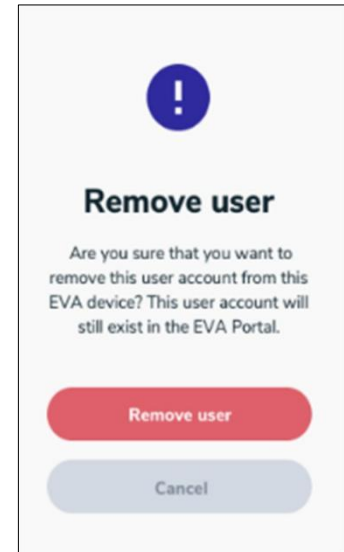 !
Remove user
Are you sure that you want to
remove this user account from this
EVA device? This user account will
still exist in the EVA Portal.
Remove user
Cancel